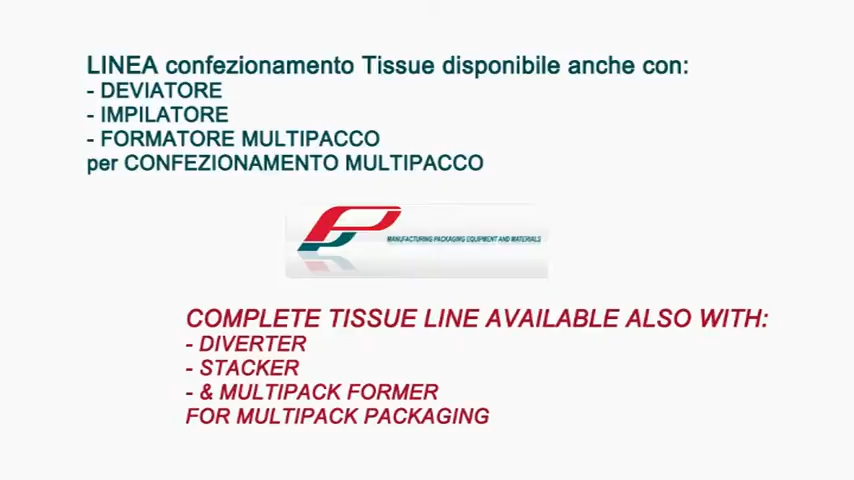 LINEA confezionamento Tissue disponibile anche con:
- DEVIATORE
- IMPILATORE
- FORMATORE MULTIPACCO
per CONFEZIONAMENTO MULTIPACCO
MANUFACTURING PACKAGING EQUIPMENT AND MATERIALS
COMPLETE TISSUE LINE AVAILABLE ALSO WITH:
- DIVERTER
- STACKER
- & MULTIPACK FORMER
FOR MULTIPACK PACKAGING